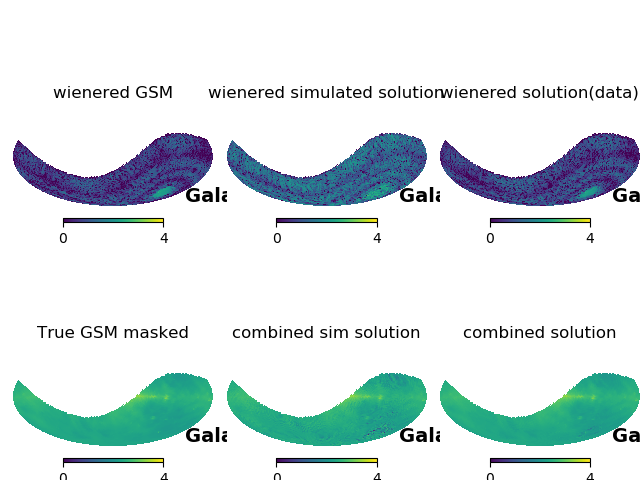 wienered GSM
wienered simulated solution
wienered solution(data)
Gala
Gala
Ga
0 4
0 4
0 4
True GSM masked
combined sim solution
combined solution
Gala
Gala
Ga
0 4
0 4
0 4